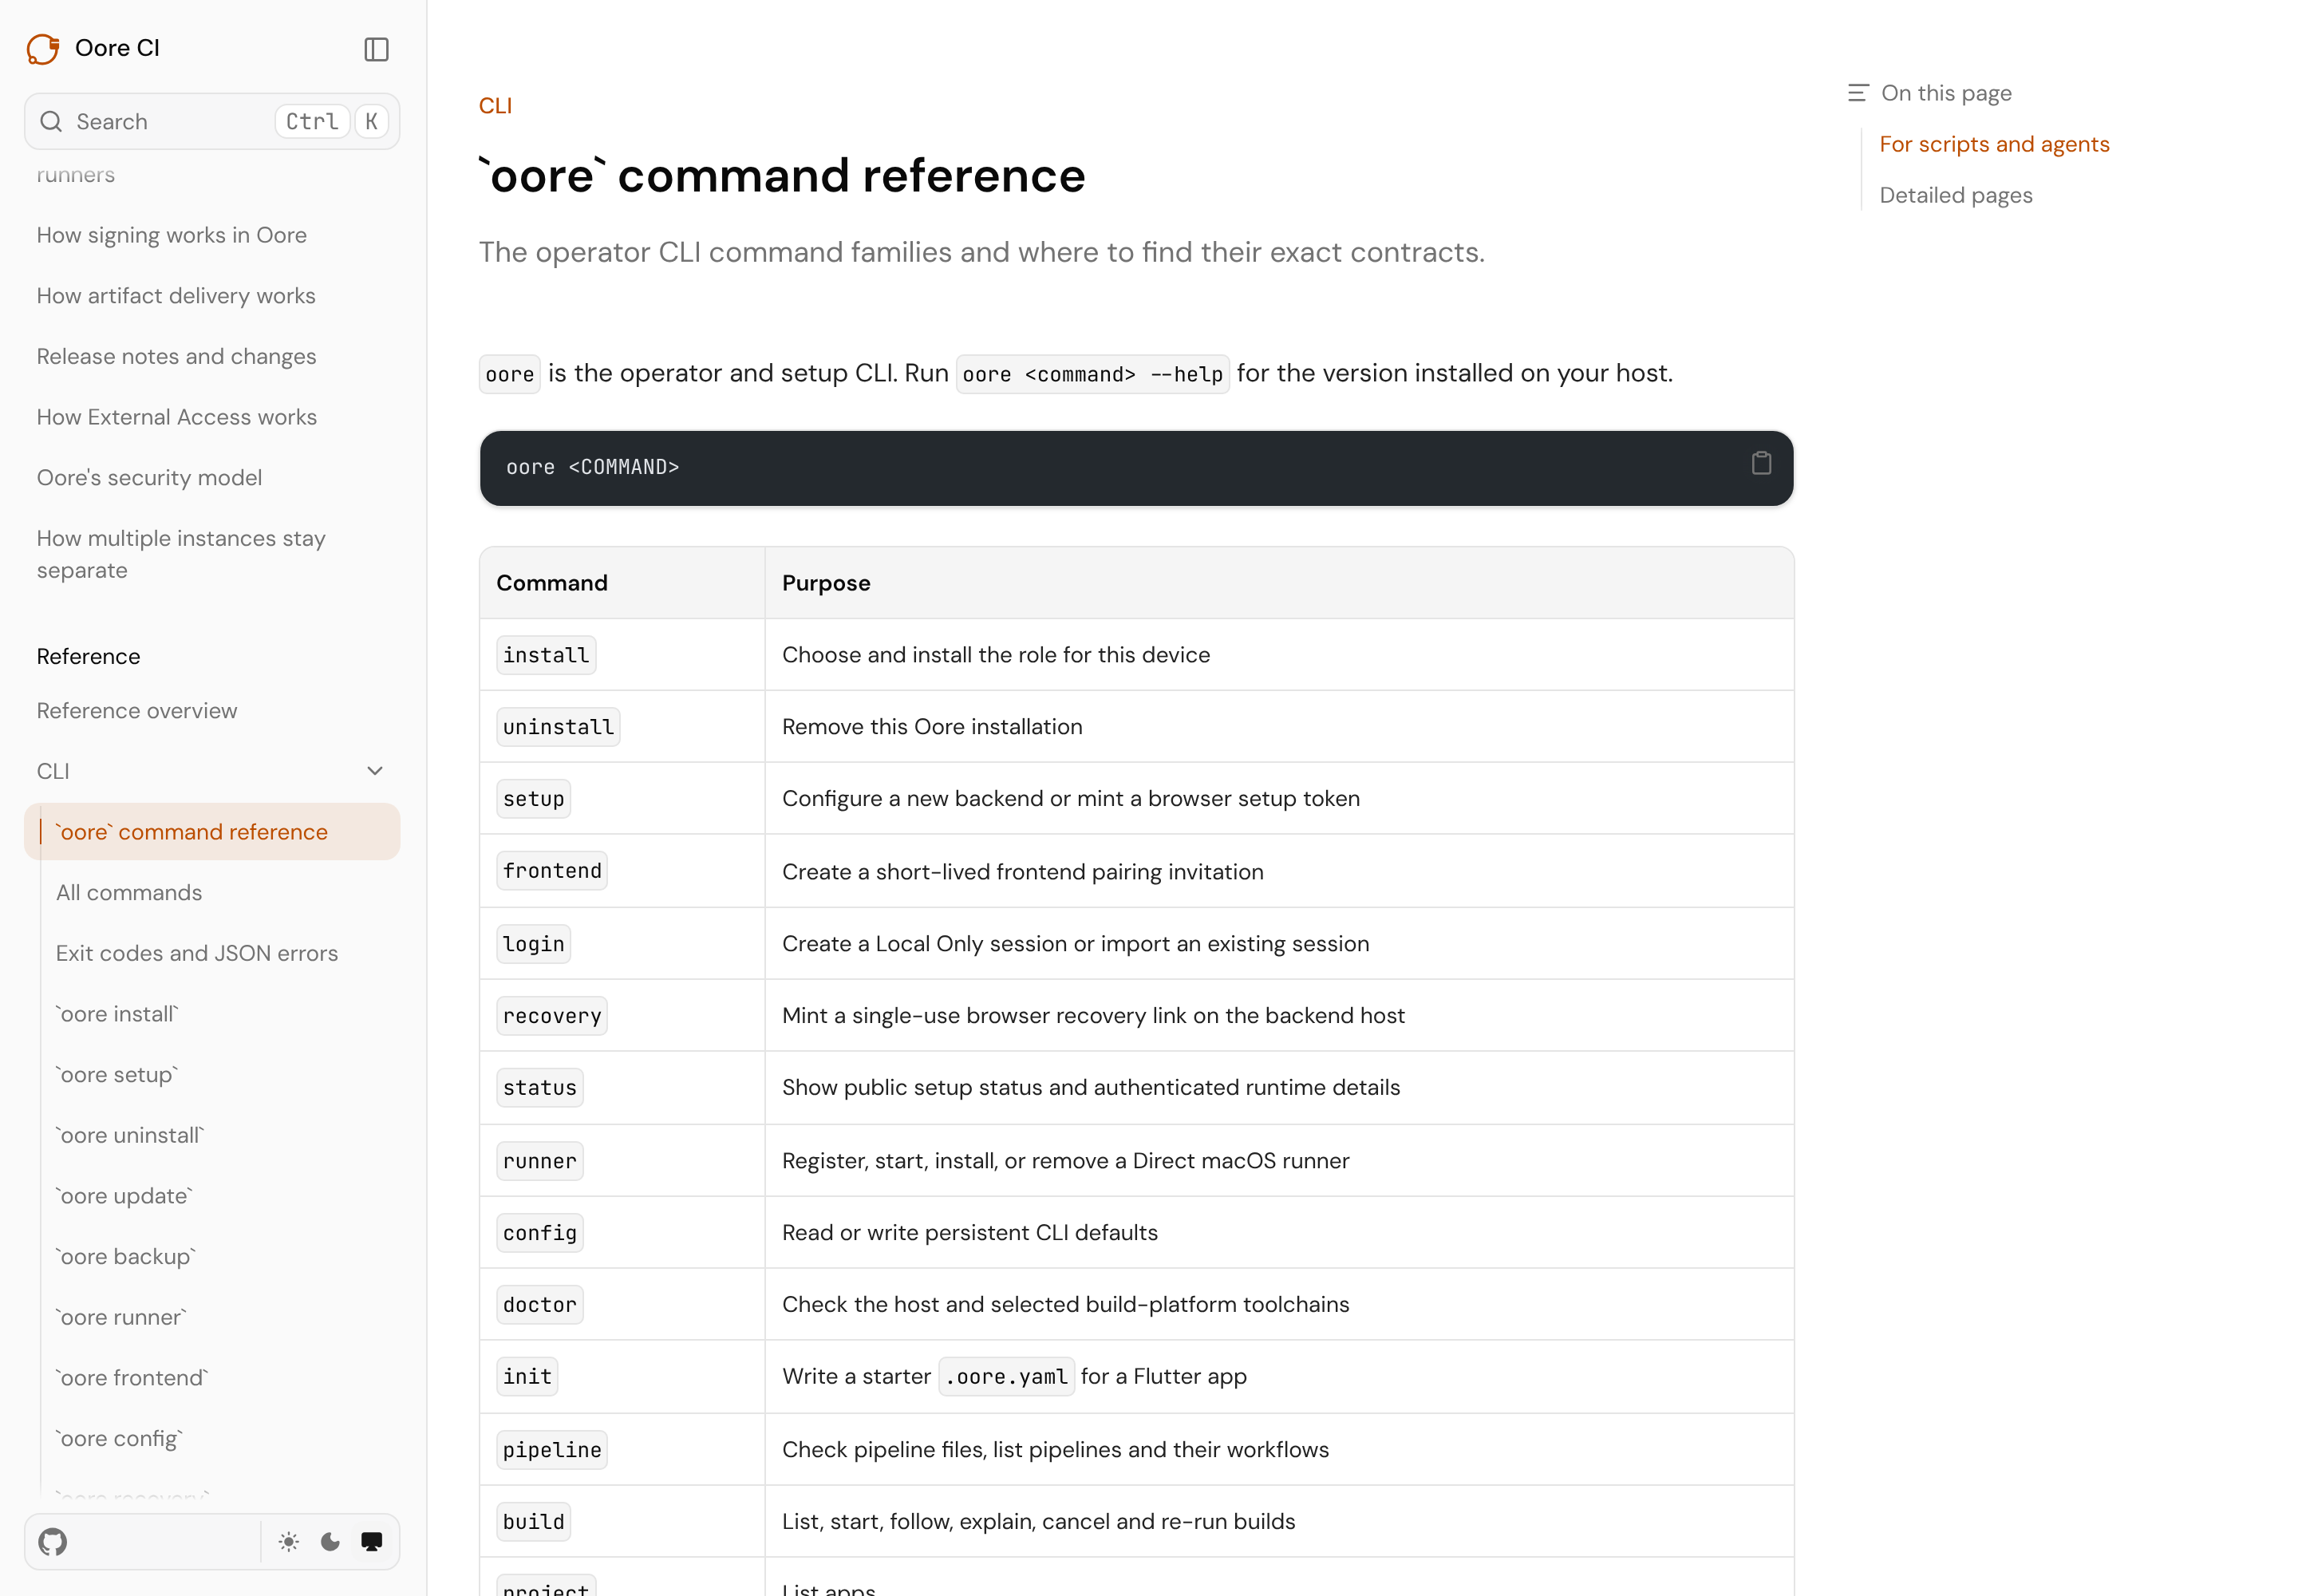 Oore CI
Search Ctrl K
runners
How signing works in Oore
How artifact delivery works
Release notes and changes
How External Access works
Oore's security model
How multiple instances stay
separate
Reference
Reference overview
CLI
`oore` command reference
All commands
Exit codes and JSON errors
`oore install`
`oore setup`
`oore uninstall`
`oore update`
`oore backup`
`oore runner`
`oore frontend`
`oore config`
`oore recovery`
CLI
`oore` command reference
The operator CLI command families and where to find their exact contracts.
oore is the operator and setup CLI. Run oore <command> --help for the version installed on your host.
oore <COMMAND>
Command Purpose
install Choose and install the role for this device
uninstall Remove this Oore installation
setup Configure a new backend or mint a browser setup token
frontend Create a short-lived frontend pairing invitation
login Create a Local Only session or import an existing session
recovery Mint a single-use browser recovery link on the backend host
status Show public setup status and authenticated runtime details
runner Register, start, install, or remove a Direct macOS runner
config Read or write persistent CLI defaults
doctor Check the host and selected build-platform toolchains
init Write a starter .oore.yaml for a Flutter app
pipeline Check pipeline files, list pipelines and their workflows
build List, start, follow, explain, cancel and re-run builds
project List apps
On this page
For scripts and agents
Detailed pages